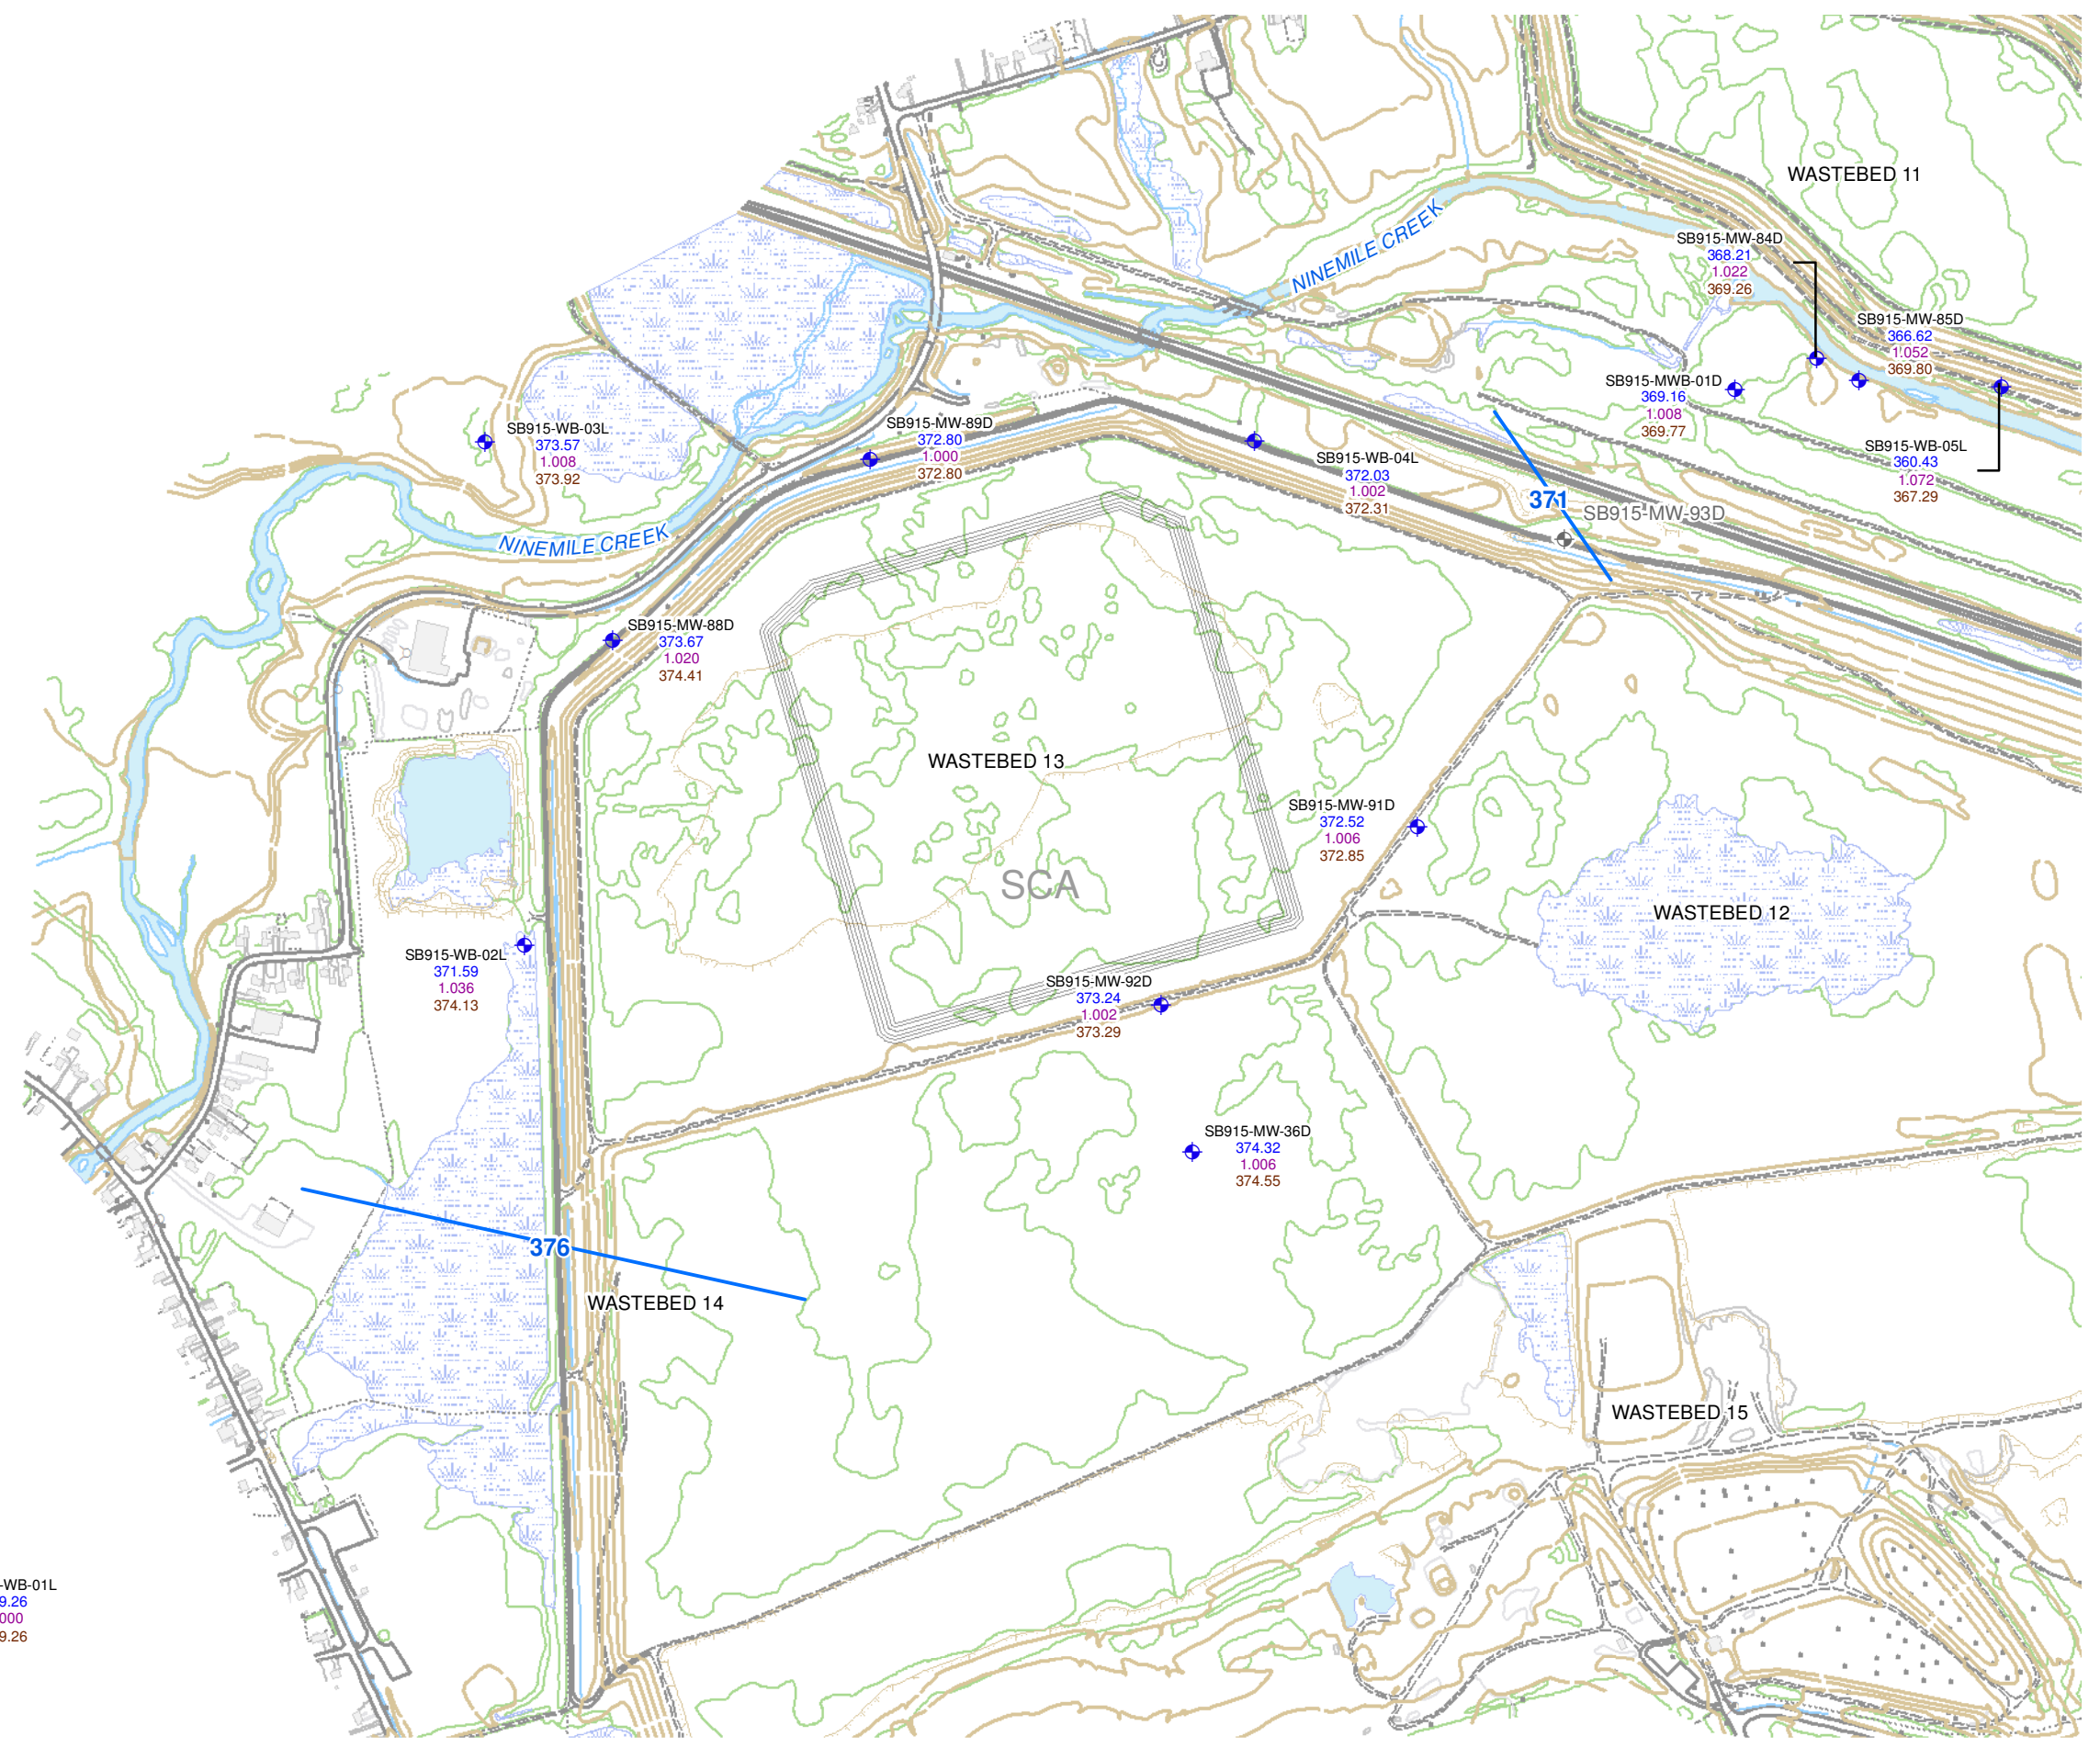 WASTEBED 11
NINEMILE CREEK
SB915-MW-84D
368.21
1.022
369.26
SB915-MW-85D
366.62
1.052
369.80
SB915-MWB-01D
369.16
1.008
369.77
SB915-WB-03L
373.57
1.008
373.92
SB915-MW-89D
372.80
1.000
372.80
SB915-WB-04L
372.03
1.002
372.31
SB915-WB-05L
360.43
1.072
367.29
371
SB915-MW-93D
NINEMILE CREEK
SB915-MW-88D
373.67
1.020
374.41
WASTEBED 13
SB915-MW-91D
372.52
1.006
372.85
SCA
WASTEBED 12
SB915-WB-02L
371.59
1.036
374.13
SB915-MW-92D
373.24
1.002
373.29
SB915-MW-36D
374.32
1.006
374.55
376
WASTEBED 14
WASTEBED 15
-WB-01L
9.26
000
9.26